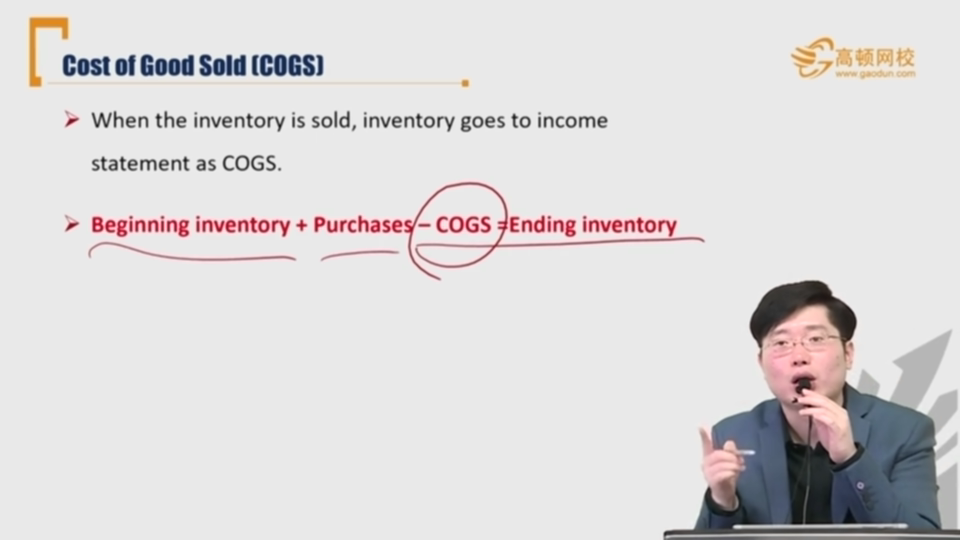 Cost of Good Sold (COGS)
高顿网校
www.gaodun.com
When the inventory is sold, inventory goes to income
statement as COGS.
Beginning inventory + Purchases – COGS =Ending inventory